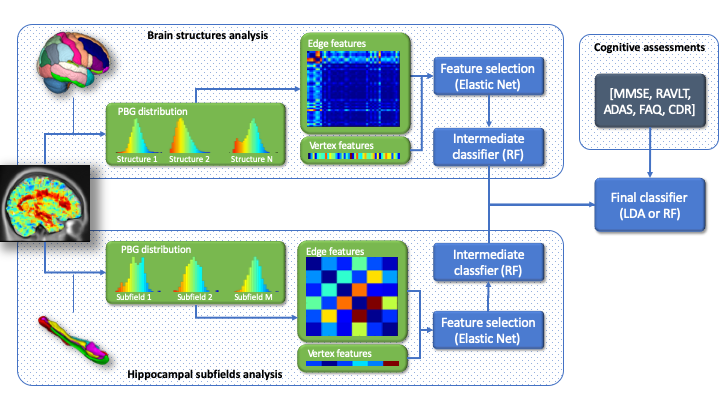 Brain structures analysis
PBG distribution
Structure 1
Structure 2
Structure N
Edge features
Vertex features
Feature selection
(Elastic Net)
Intermediate
classifier (RF)
Cognitive assessments
[MMSE, RAVLT,
ADAS, FAQ, CDR]
Final classifier
(LDA or RF)
PBG distribution
Subfield 1
Subfield 2
Subfield M
Edge features
Vertex features
Intermediate
classfier (RF)
Feature selection
(Elastic Net)
Hippocampal subfields analysis